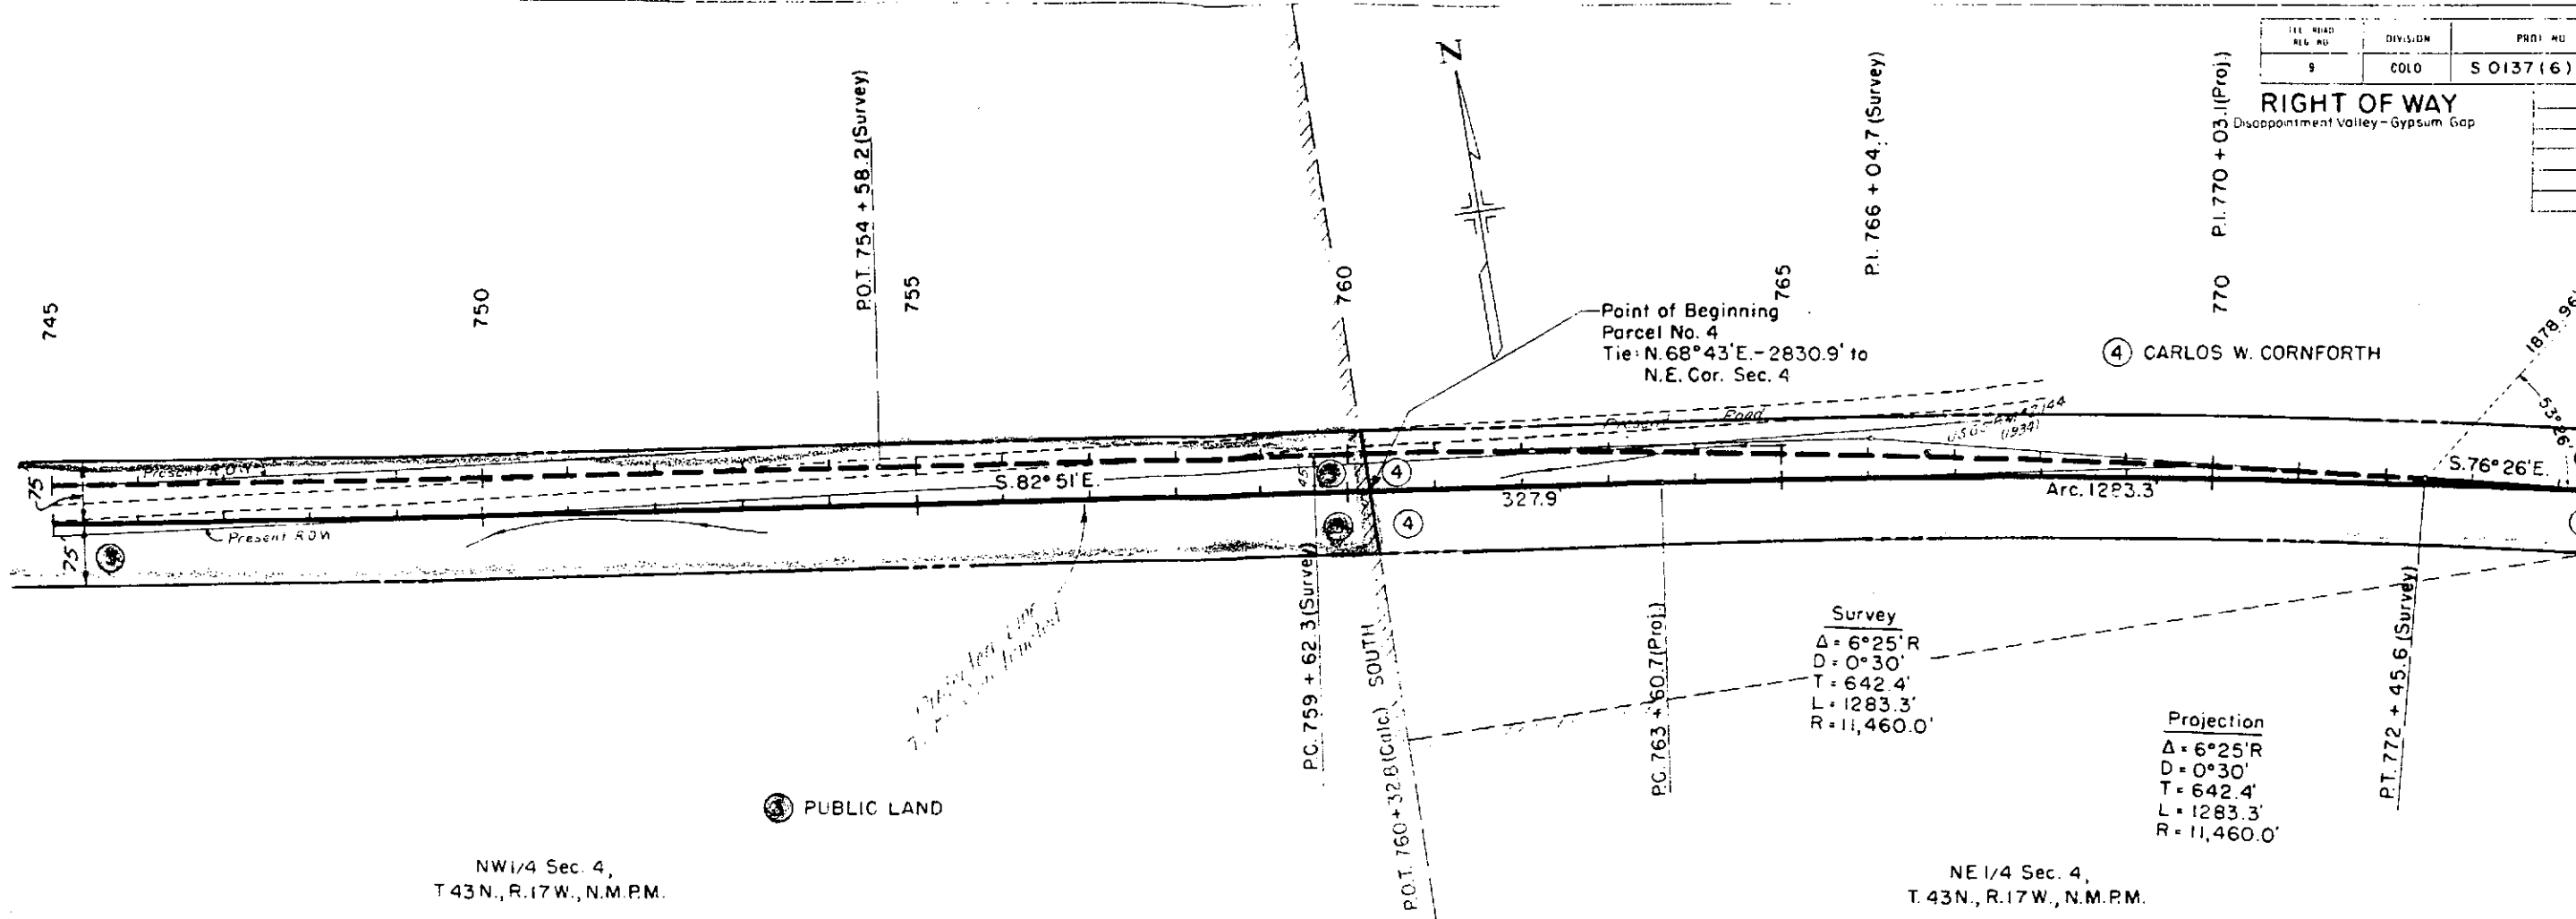 DIVISION
PROJ. NO
9
COLO
S 0137(6)
RIGHT OF WAY
Disappointment Valley-Gypsum Gap
N
745
750
P.O.T. 754 + 58.2 (Survey)
755
760
765
P.I. 766 + 04.7 (Survey)
770
P.I. 770 + 03.1 (Proj.)
Point of Beginning
Parcel No. 4
Tie: N.68°43'E.-2830.9' to
N.E. Cor. Sec. 4
4 CARLOS W. CORNFORTH
1878.96
53°26'
Present Road
(1934)
Present R.O.W.
75'
S.82°51'E.
45'
4
327.9
Arc. 1283.3'
S.76°26'E.
Present R.O.W
75'
4
P.C. 759 + 62.3 (Survey)
P.O.T. 760+32.8 (Calc.) SOUTH
P.C. 763 + 60.7 (Proj.)
P.T. 772 + 45.6 (Survey)
Survey
Δ = 6°25'R
D = 0°30'
T = 642.4'
L = 1283.3'
R = 11,460.0'
Projection
Δ = 6°25'R
D = 0°30'
T = 642.4'
L = 1283.3'
R = 11,460.0'
PUBLIC LAND
NW1/4 Sec. 4,
T 43N., R.17W., N.M.P.M.
NE1/4 Sec. 4,
T. 43N., R.17W., N.M.P.M.